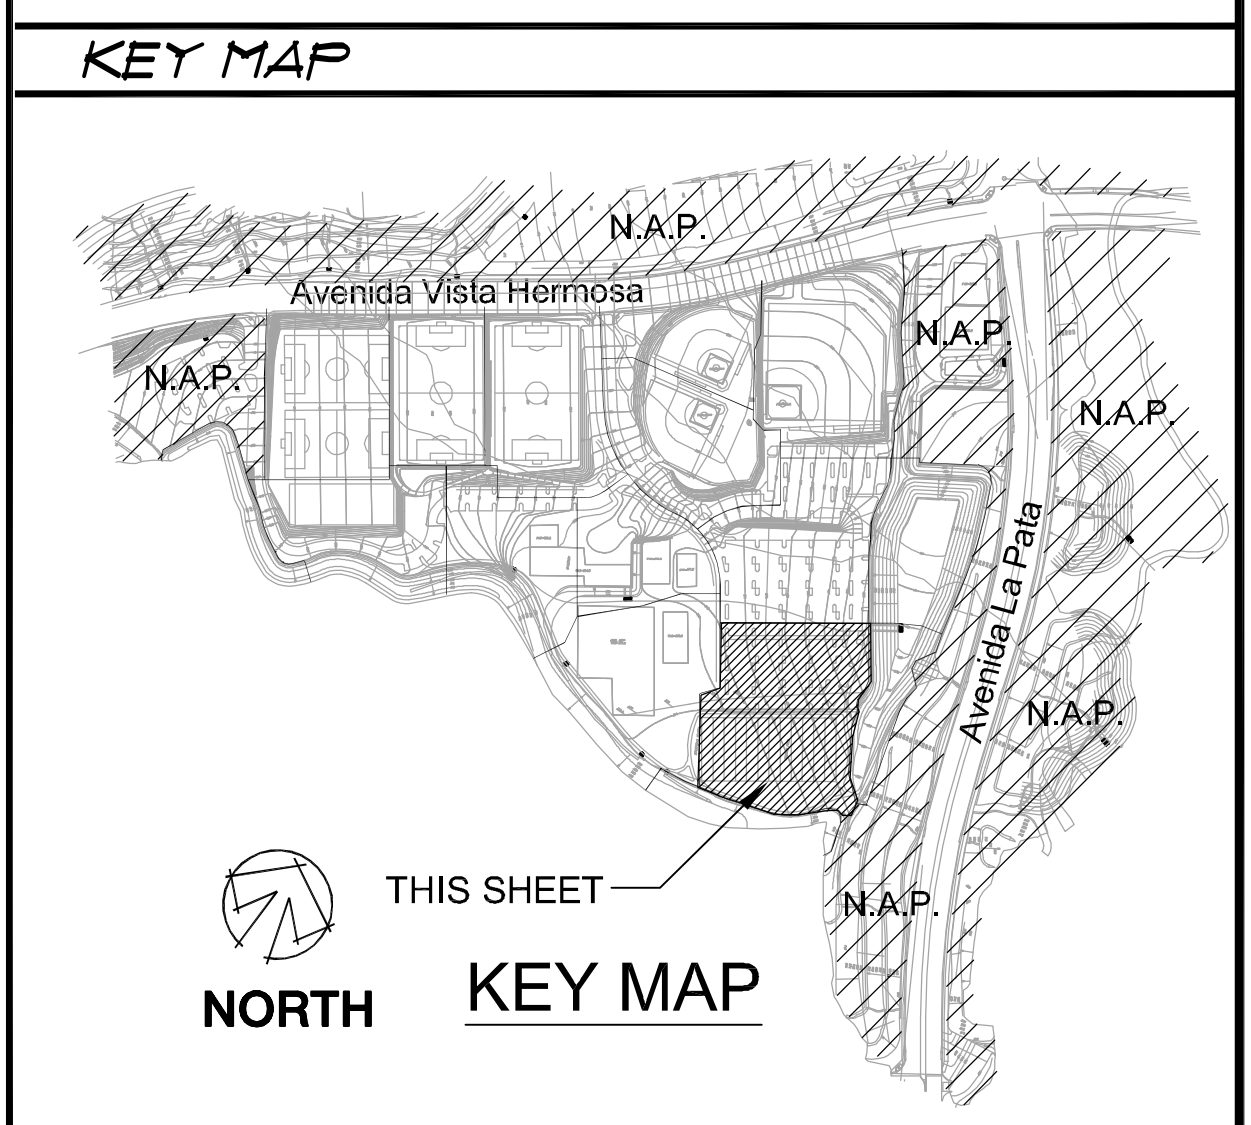 KEY MAP
N.A.P.
Avenida Vista Hermosa
N.A.P.
N.A.P.
N.A.P.
Avenida La Pata
N.A.P.
THIS SHEET
N.A.P.
KEY MAP
NORTH